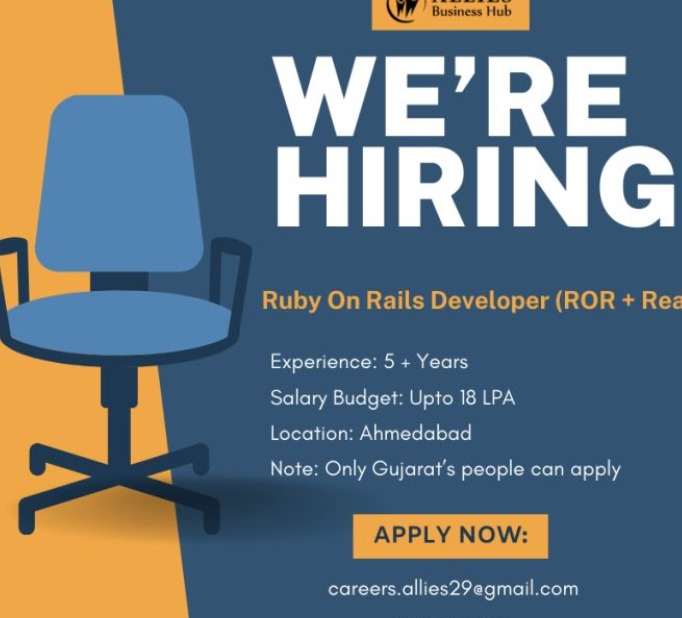 Business Hub
WE'RE
HIRING
Ruby On Rails Developer (ROR +
Experience: 5 + Years
Salary Budget: Upto 18 LPA
Location: Ahmedabad
Note: Only Gujarat's people can apply
APPLY NOW:
careers.allies29@gmail.com